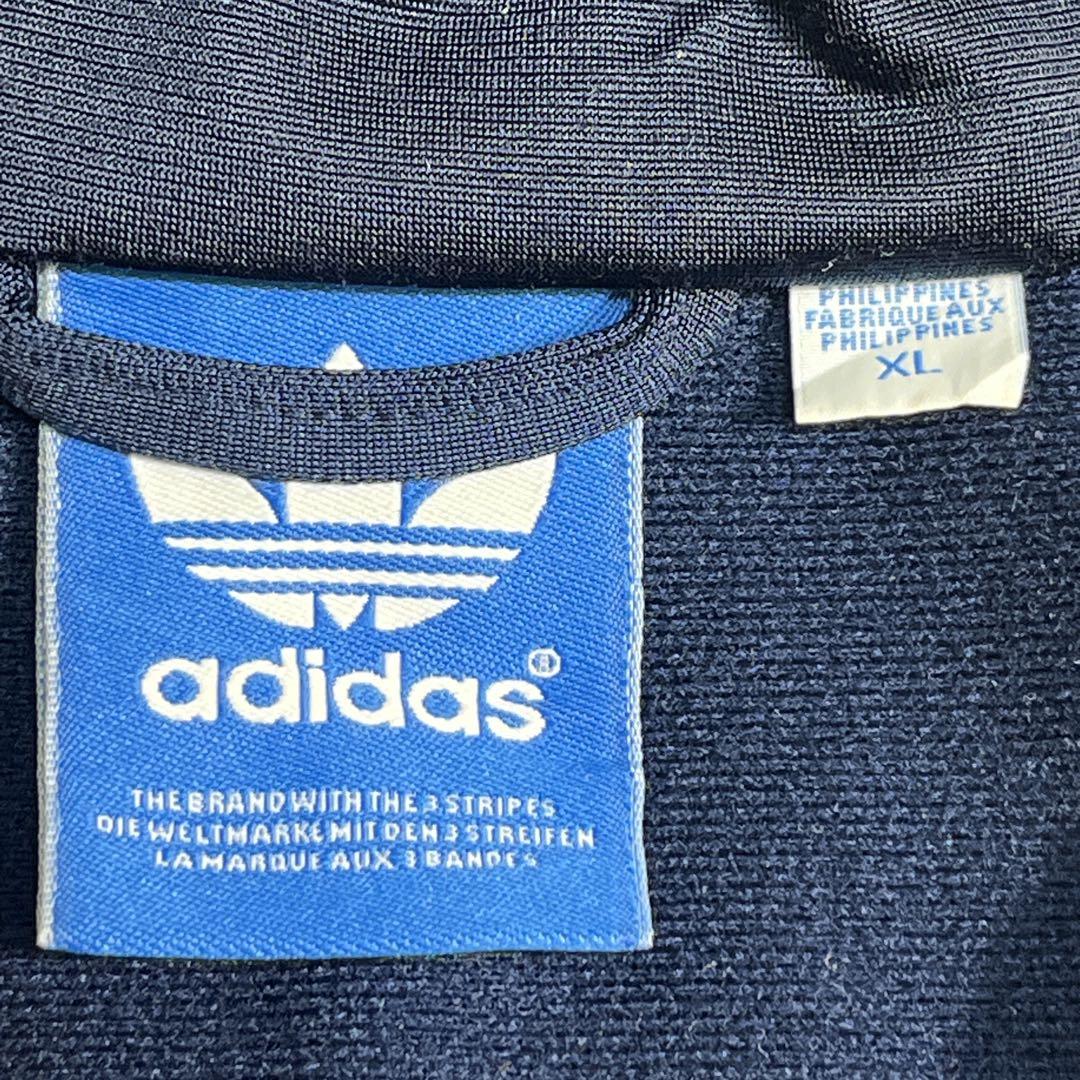 PHILIPPINES
FABRIQUE AUX
PHILIPPINES
XL
adidas®
THE BRAND WITH THE 3 STRIPES
DIE WELTMARKE MIT DEN 3 STREIFEN
LA MARQUE AUX 3 BANDES